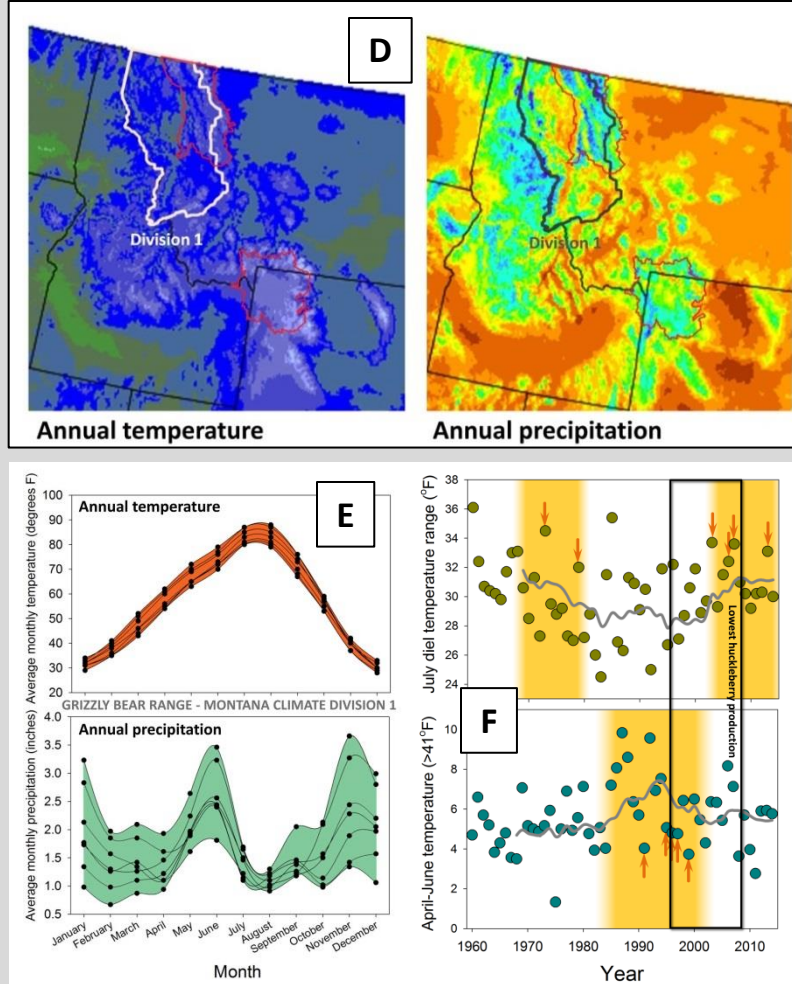 D
Division 1
Division 1
Annual temperature
Annual precipitation
E
Annual temperature
Average monthly temperature (degrees F)
100
90
80
70
60
50
40
30
20
GRIZZLY BEAR RANGE - MONTANA CLIMATE DIVISION 1
Annual precipitation
Average monthly precipitation (inches)
4.0
3.5
3.0
2.5
2.0
1.5
1.0
0.5
January
February
March
April
May
June
July
August
September
October
November
December
Month
July diel temperature range (°F)
38
36
34
32
30
28
26
24
Lowest huckleberry production
F
April-June temperature (>41°F)
10
8
6
4
2
0
1960
1970
1980
1990
2000
2010
Year